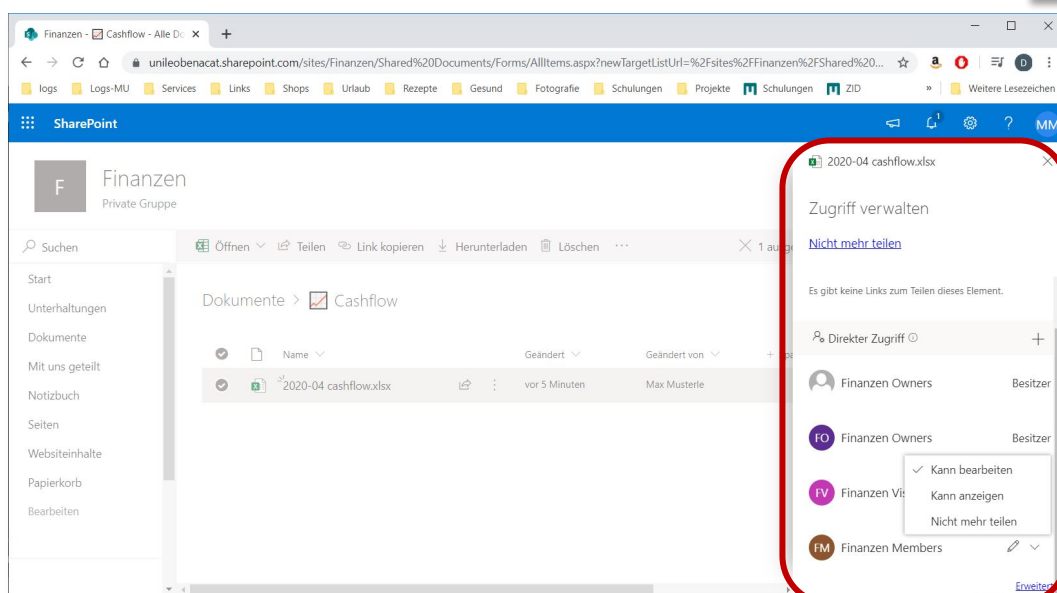 Finanzen - Cashflow - Alle Do
unileobenacat.sharepoint.com/sites/Finanzen/Shared%20Documents/Forms/AllItems.aspx?newTargetListUrl=%2Fsites%2FFinanzen%2FShared%20...
logs Logs-MU Services Links Shops Urlaub Rezepte Gesund Fotografie Schulungen Projekte Schulungen ZID » Weitere Lesezeichen
SharePoint 1 ? MM
F Finanzen
Private Gruppe
Suchen
Öffnen Teilen Link kopieren Herunterladen Löschen ··· 1 ausge
Start
Unterhaltungen
Dokumente
Mit uns geteilt
Notizbuch
Seiten
Websiteinhalte
Papierkorb
Bearbeiten
Dokumente > Cashflow
Name Geändert Geändert von + Spa
2020-04 cashflow.xlsx vor 5 Minuten Max Musterle
2020-04 cashflow.xlsx
Zugriff verwalten
Nicht mehr teilen
Es gibt keine Links zum Teilen dieses Element.
Direkter Zugriff
Finanzen Owners Besitzer
FO Finanzen Owners Besitzer
Kann bearbeiten
FV Finanzen Vis
Kann anzeigen
Nicht mehr teilen
FM Finanzen Members
Erweitert